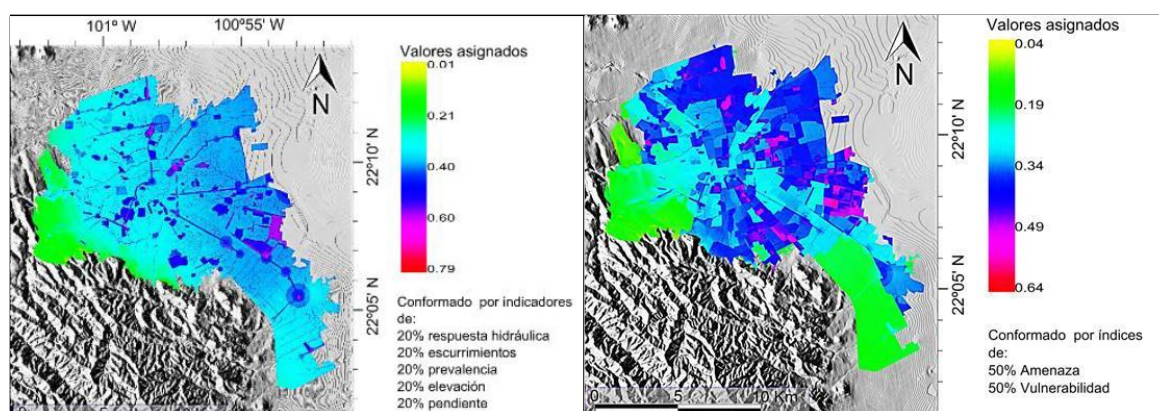 101º W 100º55' W
N
Valores asignados
0.01
0.21
0.40
0.60
0.79
22º10' N
22º05' N
Conformado por indicadores
de:
20% respuesta hidráulica
20% escurrimientos
20% prevalencia
20% elevación
20% pendiente
N
Valores asignados
0.04
0.19
0.34
0.49
0.64
22º10' N
22º05' N
0 5 10 Km
Conformado por índices
de:
50% Amenaza
50% Vulnerabilidad